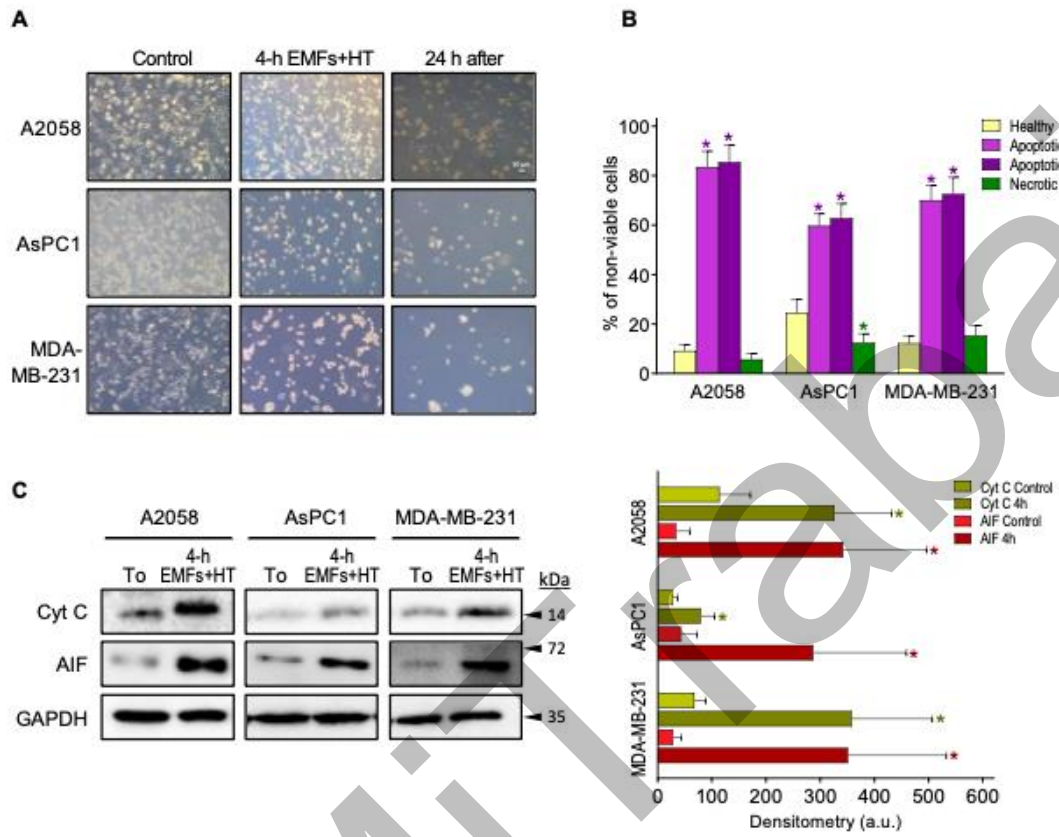 A
Control
4-h EMFs+HT
24 h after
A2058
AsPC1
MDA-
MB-231
B
% of non-viable cells
100
80
60
40
20
0
A2058
AsPC1
MDA-MB-231
Healthy
Apoptotic
Apoptotic
Necrotic
C
A2058
AsPC1
MDA-MB-231
To
4-h
EMFs+HT
To
4-h
EMFs+HT
To
4-h
EMFs+HT
kDa
Cyt C
14
72
AIF
52
GAPDH
35
A2058
AsPC1
MDA-MB-231
Cyt C Control
Cyt C 4h
AIF Control
AIF 4h
0 100 200 300 400 500 600
Densitometry (a.u.)